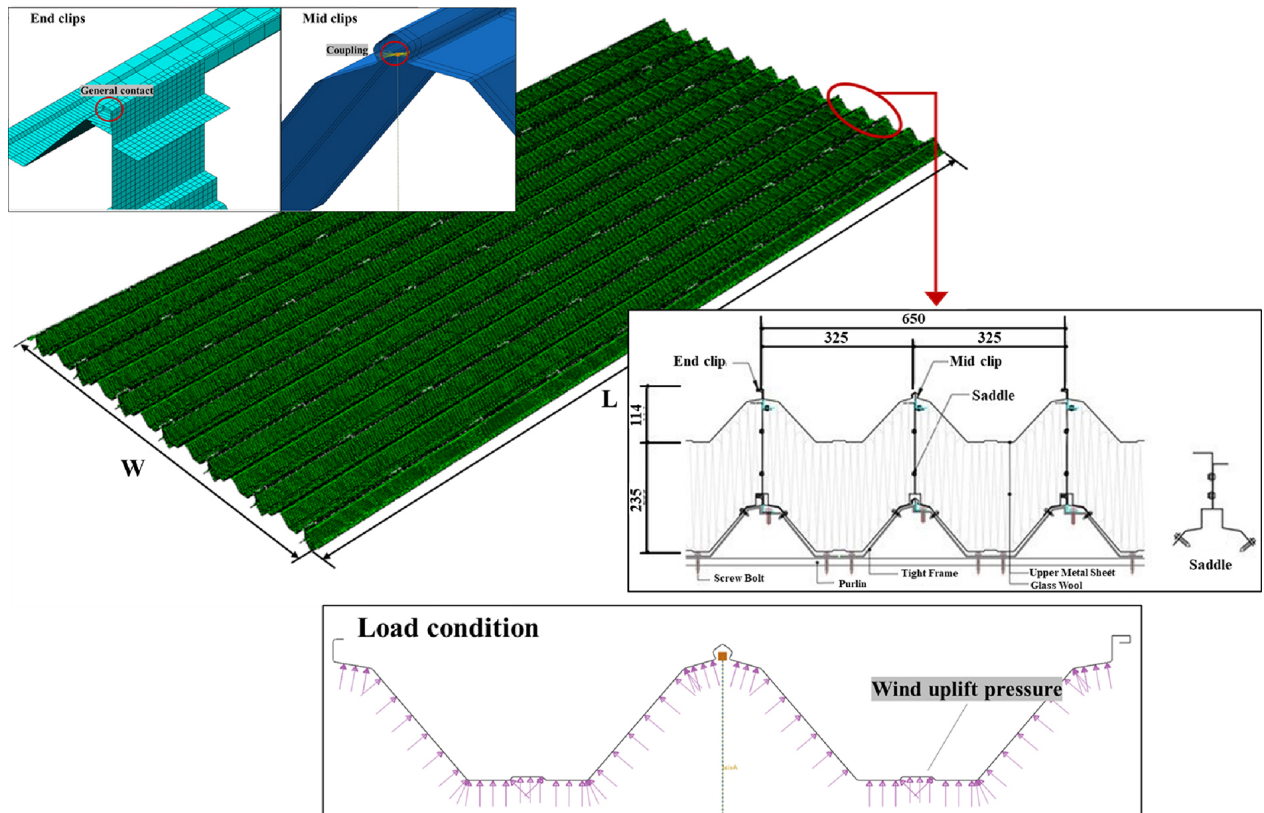 End clips
Mid clips
Coupling
General contact
650
325
325
End clip
Mid clip
Saddle
L
114
W
235
Screw Bolt
Purlin
Tight Frame
Upper Metal Sheet
Glass Wool
Saddle
Load condition
Wind uplift pressure